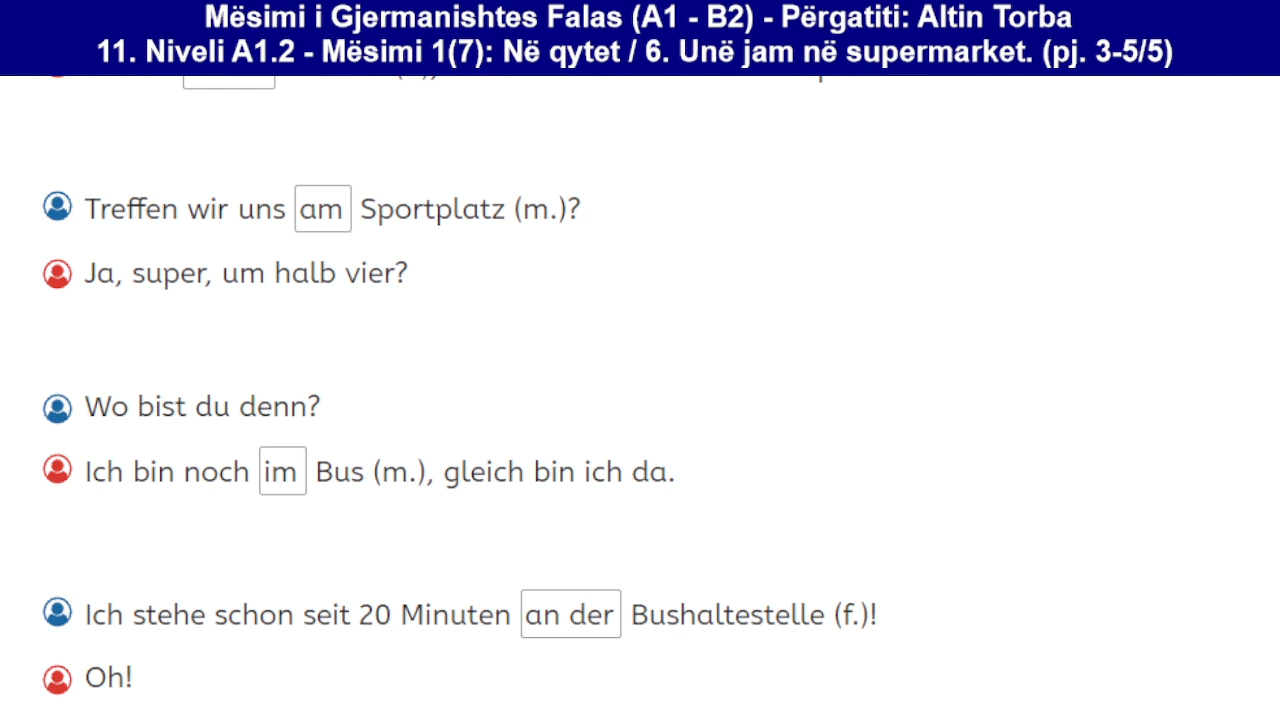 Mësimi i Gjermanishtes Falas (A1 - B2) - Përgatiti: Altin Torba
11. Niveli A1.2 - Mësimi 1(7): Në qytet / 6. Unë jam në supermarket. (pj. 3-5/5)
Treffen wir uns am Sportplatz (m.)?
Ja, super, um halb vier?
Wo bist du denn?
Ich bin noch im Bus (m.), gleich bin ich da.
Ich stehe schon seit 20 Minuten an der Bushaltestelle (f.)!
Oh!